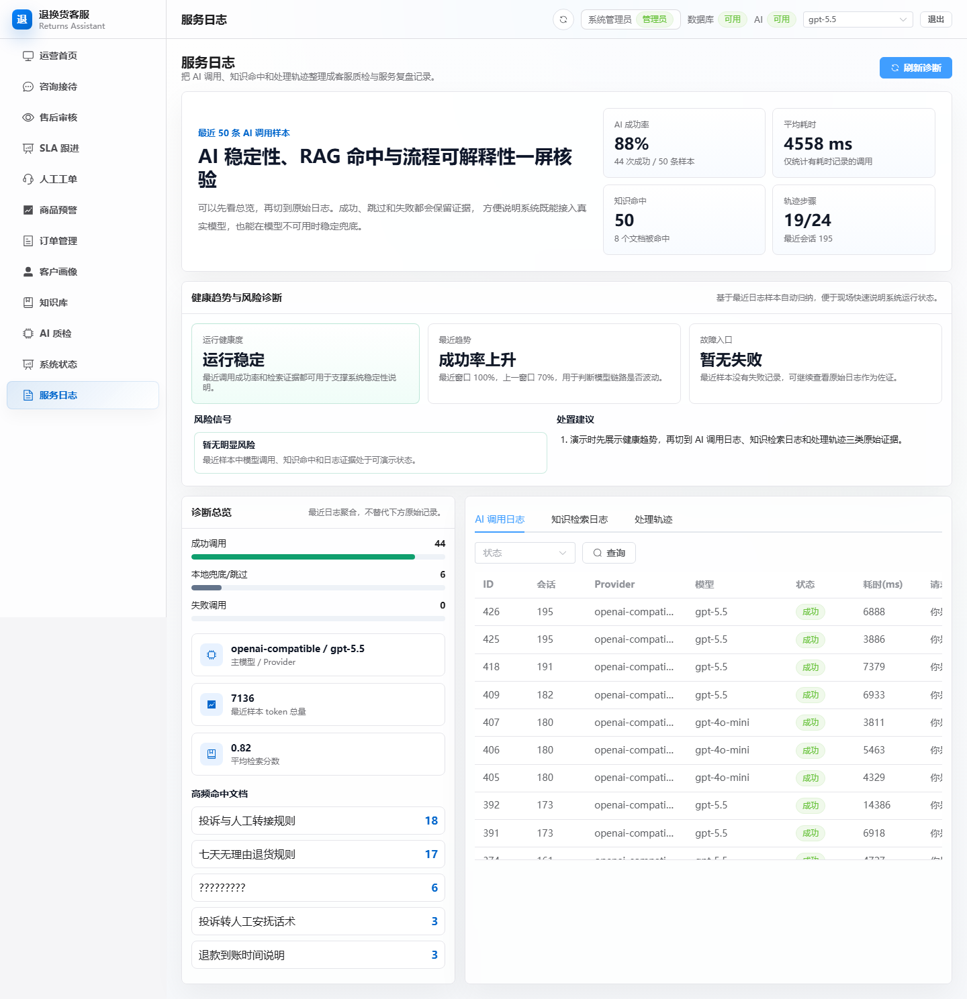 退
退换货客服
Returns Assistant
运营首页
咨询接待
售后审核
SLA 跟进
人工工单
商品预警
订单管理
客户画像
知识库
AI 质检
系统状态
服务日志
服务日志
系统管理员 管理员 数据库 可用 AI 可用 gpt-5.5 退出
服务日志
把 AI 调用、知识命中和处理轨迹整理成客服质检与服务复盘记录。
刷新诊断
最近 50 条 AI 调用样本
AI 稳定性、RAG 命中与流程可解释性一屏核
验
可以先看总览，再切到原始日志。成功、跳过和失败都会保留证据， 方便说明系统既能接入真
实模型，也能在模型不可用时稳定兜底。
AI 成功率
88%
44 次成功 / 50 条样本
平均耗时
4558 ms
仅统计有耗时记录的调用
知识命中
50
8 个文档被命中
轨迹步骤
19/24
最近会话 195
健康趋势与风险诊断
基于最近日志样本自动归纳，便于现场快速说明系统运行状态。
运行健康度
运行稳定
最近调用成功率和检索证据都可用于支撑系统稳定性说
明。
最近趋势
成功率上升
最近窗口 100%，上一窗口 70%，用于判断模型链路是否波动。
故障入口
暂无失败
最近样本没有失败记录，可继续查看原始日志作为佐证。
风险信号
暂无明显风险
最近样本中模型调用、知识命中和日志证据处于可演示状态。
处置建议
1. 演示时先展示健康趋势，再切到 AI 调用日志、知识检索日志和处理轨迹三类原始证据。
诊断总览
最近日志聚合，不替代下方原始记录。
成功调用 44
本地兜底/跳过 6
失败调用 0
openai-compatible / gpt-5.5
主模型 / Provider
7136
最近样本 token 总量
0.82
平均检索分数
高频命中文档
投诉与人工转接规则 18
七天无理由退货规则 17
????????? 6
投诉转人工安抚话术 3
退款到账时间说明 3
AI 调用日志 知识检索日志 处理轨迹
状态 查询
ID 会话 Provider 模型 状态 耗时(ms) 请
426 195 openai-compati... gpt-5.5 成功 6888 你
425 195 openai-compati... gpt-5.5 成功 3886 你
418 191 openai-compati... gpt-5.5 成功 7379 你
409 182 openai-compati... gpt-5.5 成功 6933 你
407 180 openai-compati... gpt-4o-mini 成功 3811 你
406 180 openai-compati... gpt-4o-mini 成功 5463 你
405 180 openai-compati... gpt-4o-mini 成功 4329 你
392 173 openai-compati... gpt-5.5 成功 14386 你
391 173 openai-compati... gpt-5.5 成功 6918 你